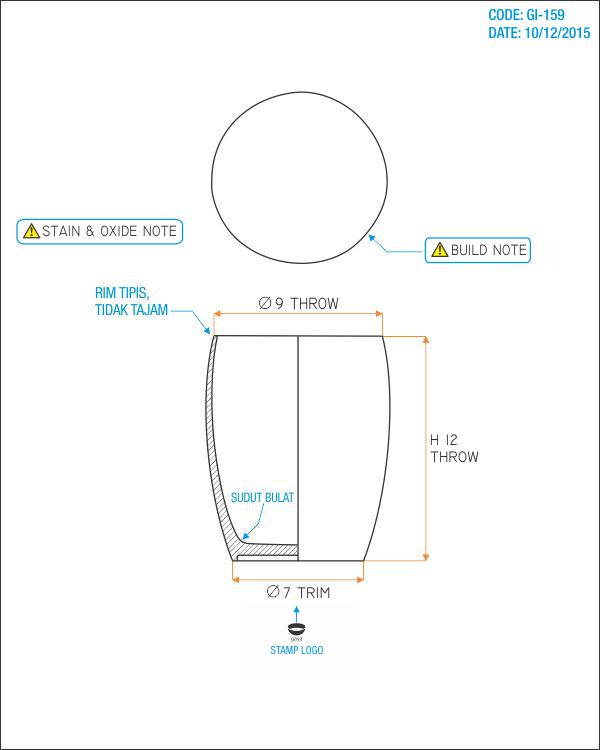 CODE: GI-159
DATE: 10/12/2015
STAIN & OXIDE NOTE
BUILD NOTE
RIM TIPIS,
TIDAK TAJAM
Ø 9 THROW
H 12
THROW
SUDUT BULAT
Ø 7 TRIM
gaya
STAMP LOGO